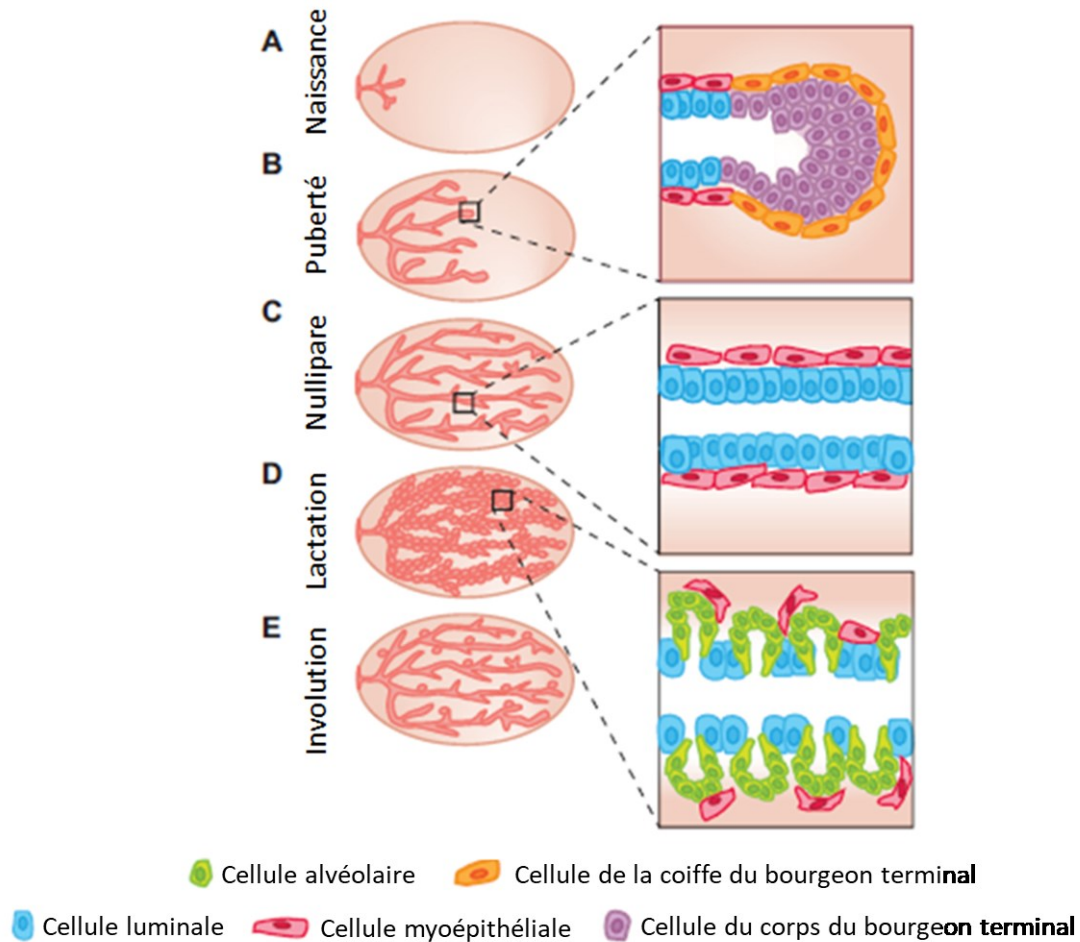 A
Naissance
B
Puberté
C
Nullipare
D
Lactation
E
Involution
Cellule alvéolaire
Cellule de la coiffe du bourgeon terminal
Cellule luminale
Cellule myoépithéliale
Cellule du corps du bourgeon terminal